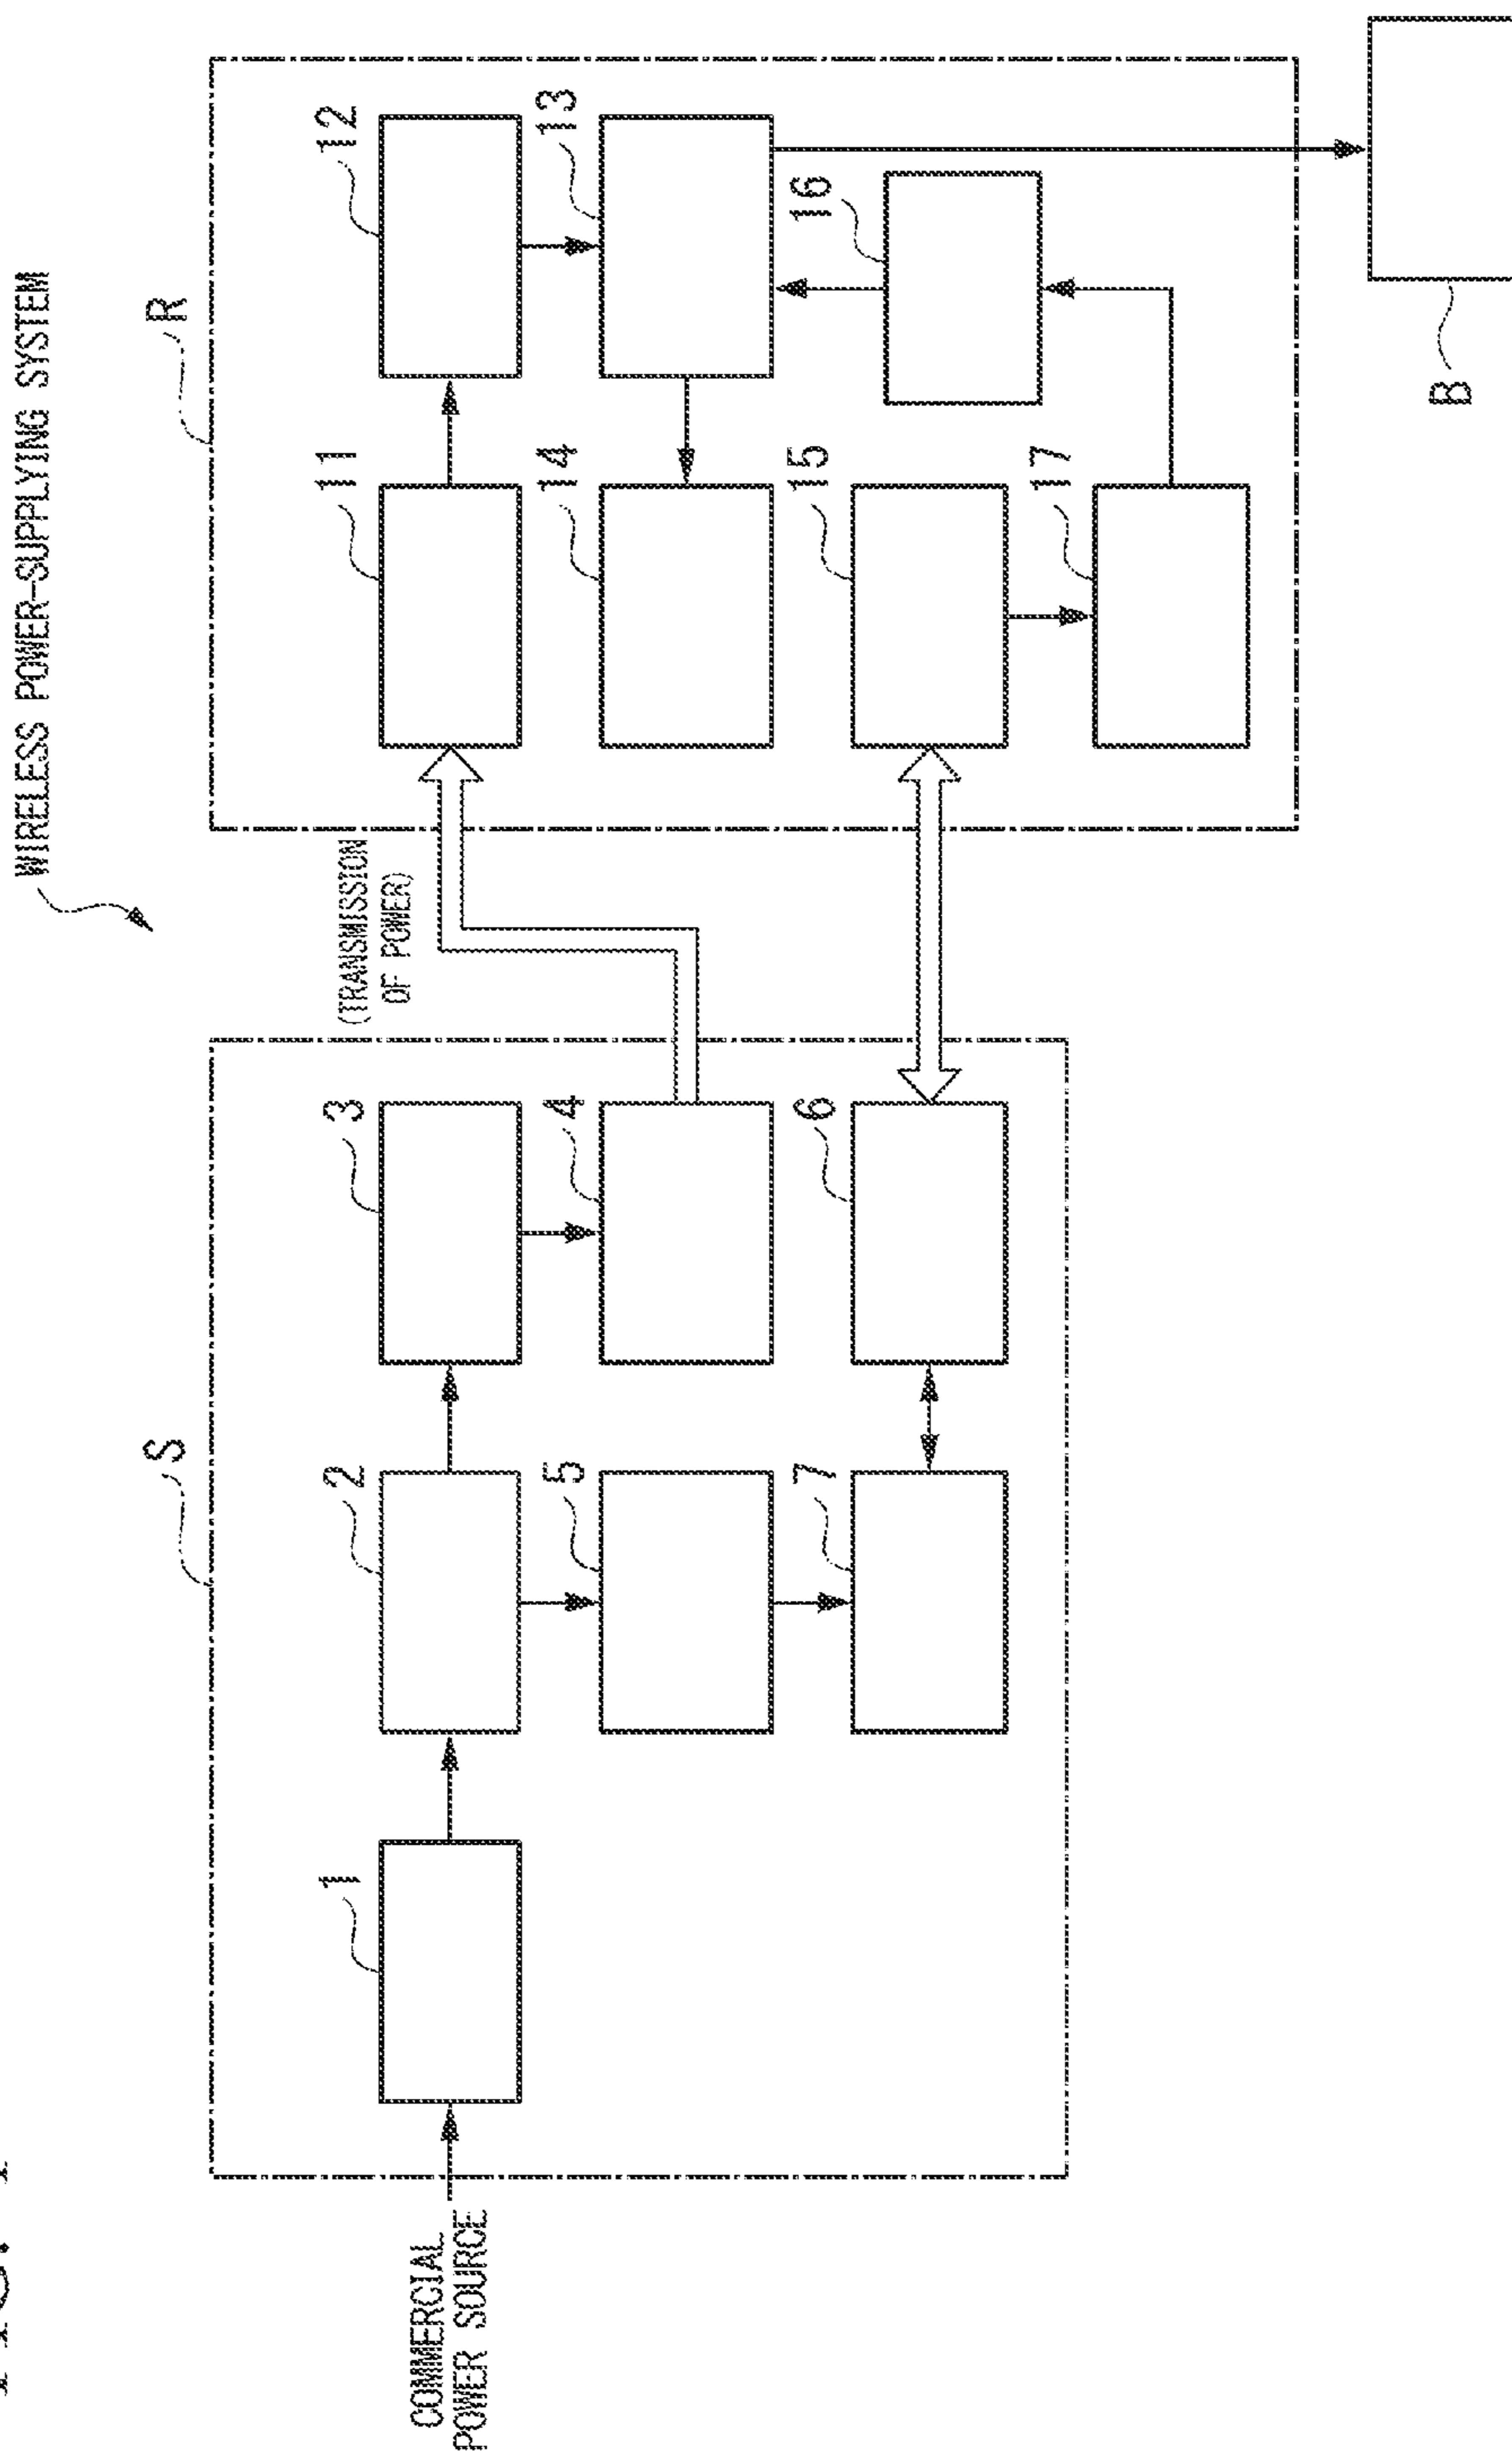 WIRELESS POWER-SUPPLYING SYSTEM
S
R
1
2
3
(TRANSMISSION
OF POWER)
11
12
5
4
14
13
7
6
15
16
17
COMMERCIAL
POWER SOURCE
B